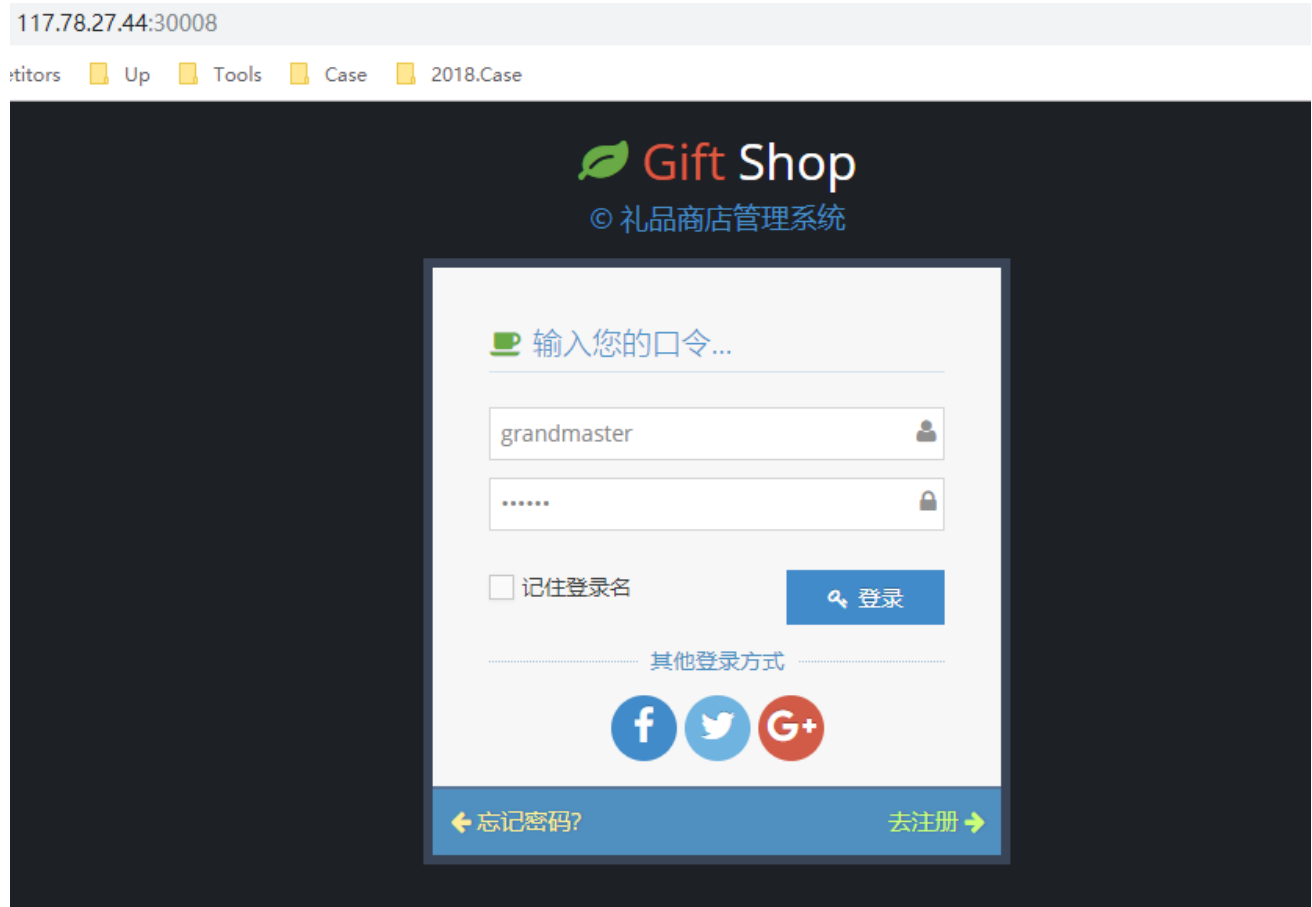 117.78.27.44:30008
etitors Up Tools Case 2018.Case
Gift Shop
© 礼品商店管理系统
输入您的口令...
grandmaster
••••••
记住登录名
登录
其他登录方式
忘记密码?
去注册